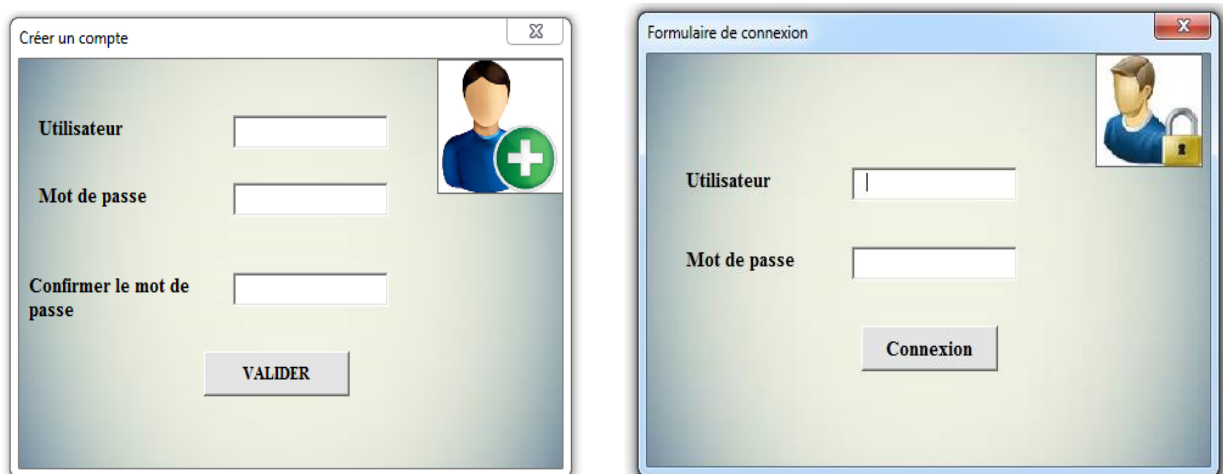 Créer un compte
Utilisateur
Mot de passe
Confirmer le mot de
passe
VALIDER
Formulaire de connexion
Utilisateur
Mot de passe
Connexion